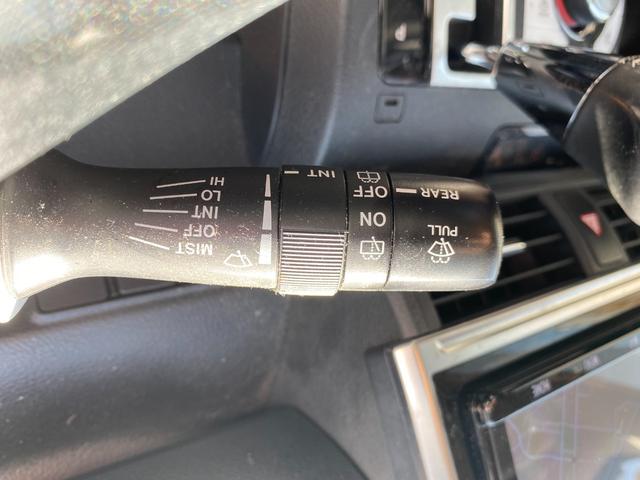 MIST
OFF
INT
LO
HI
INT
ON
OFF
PULL
REAR